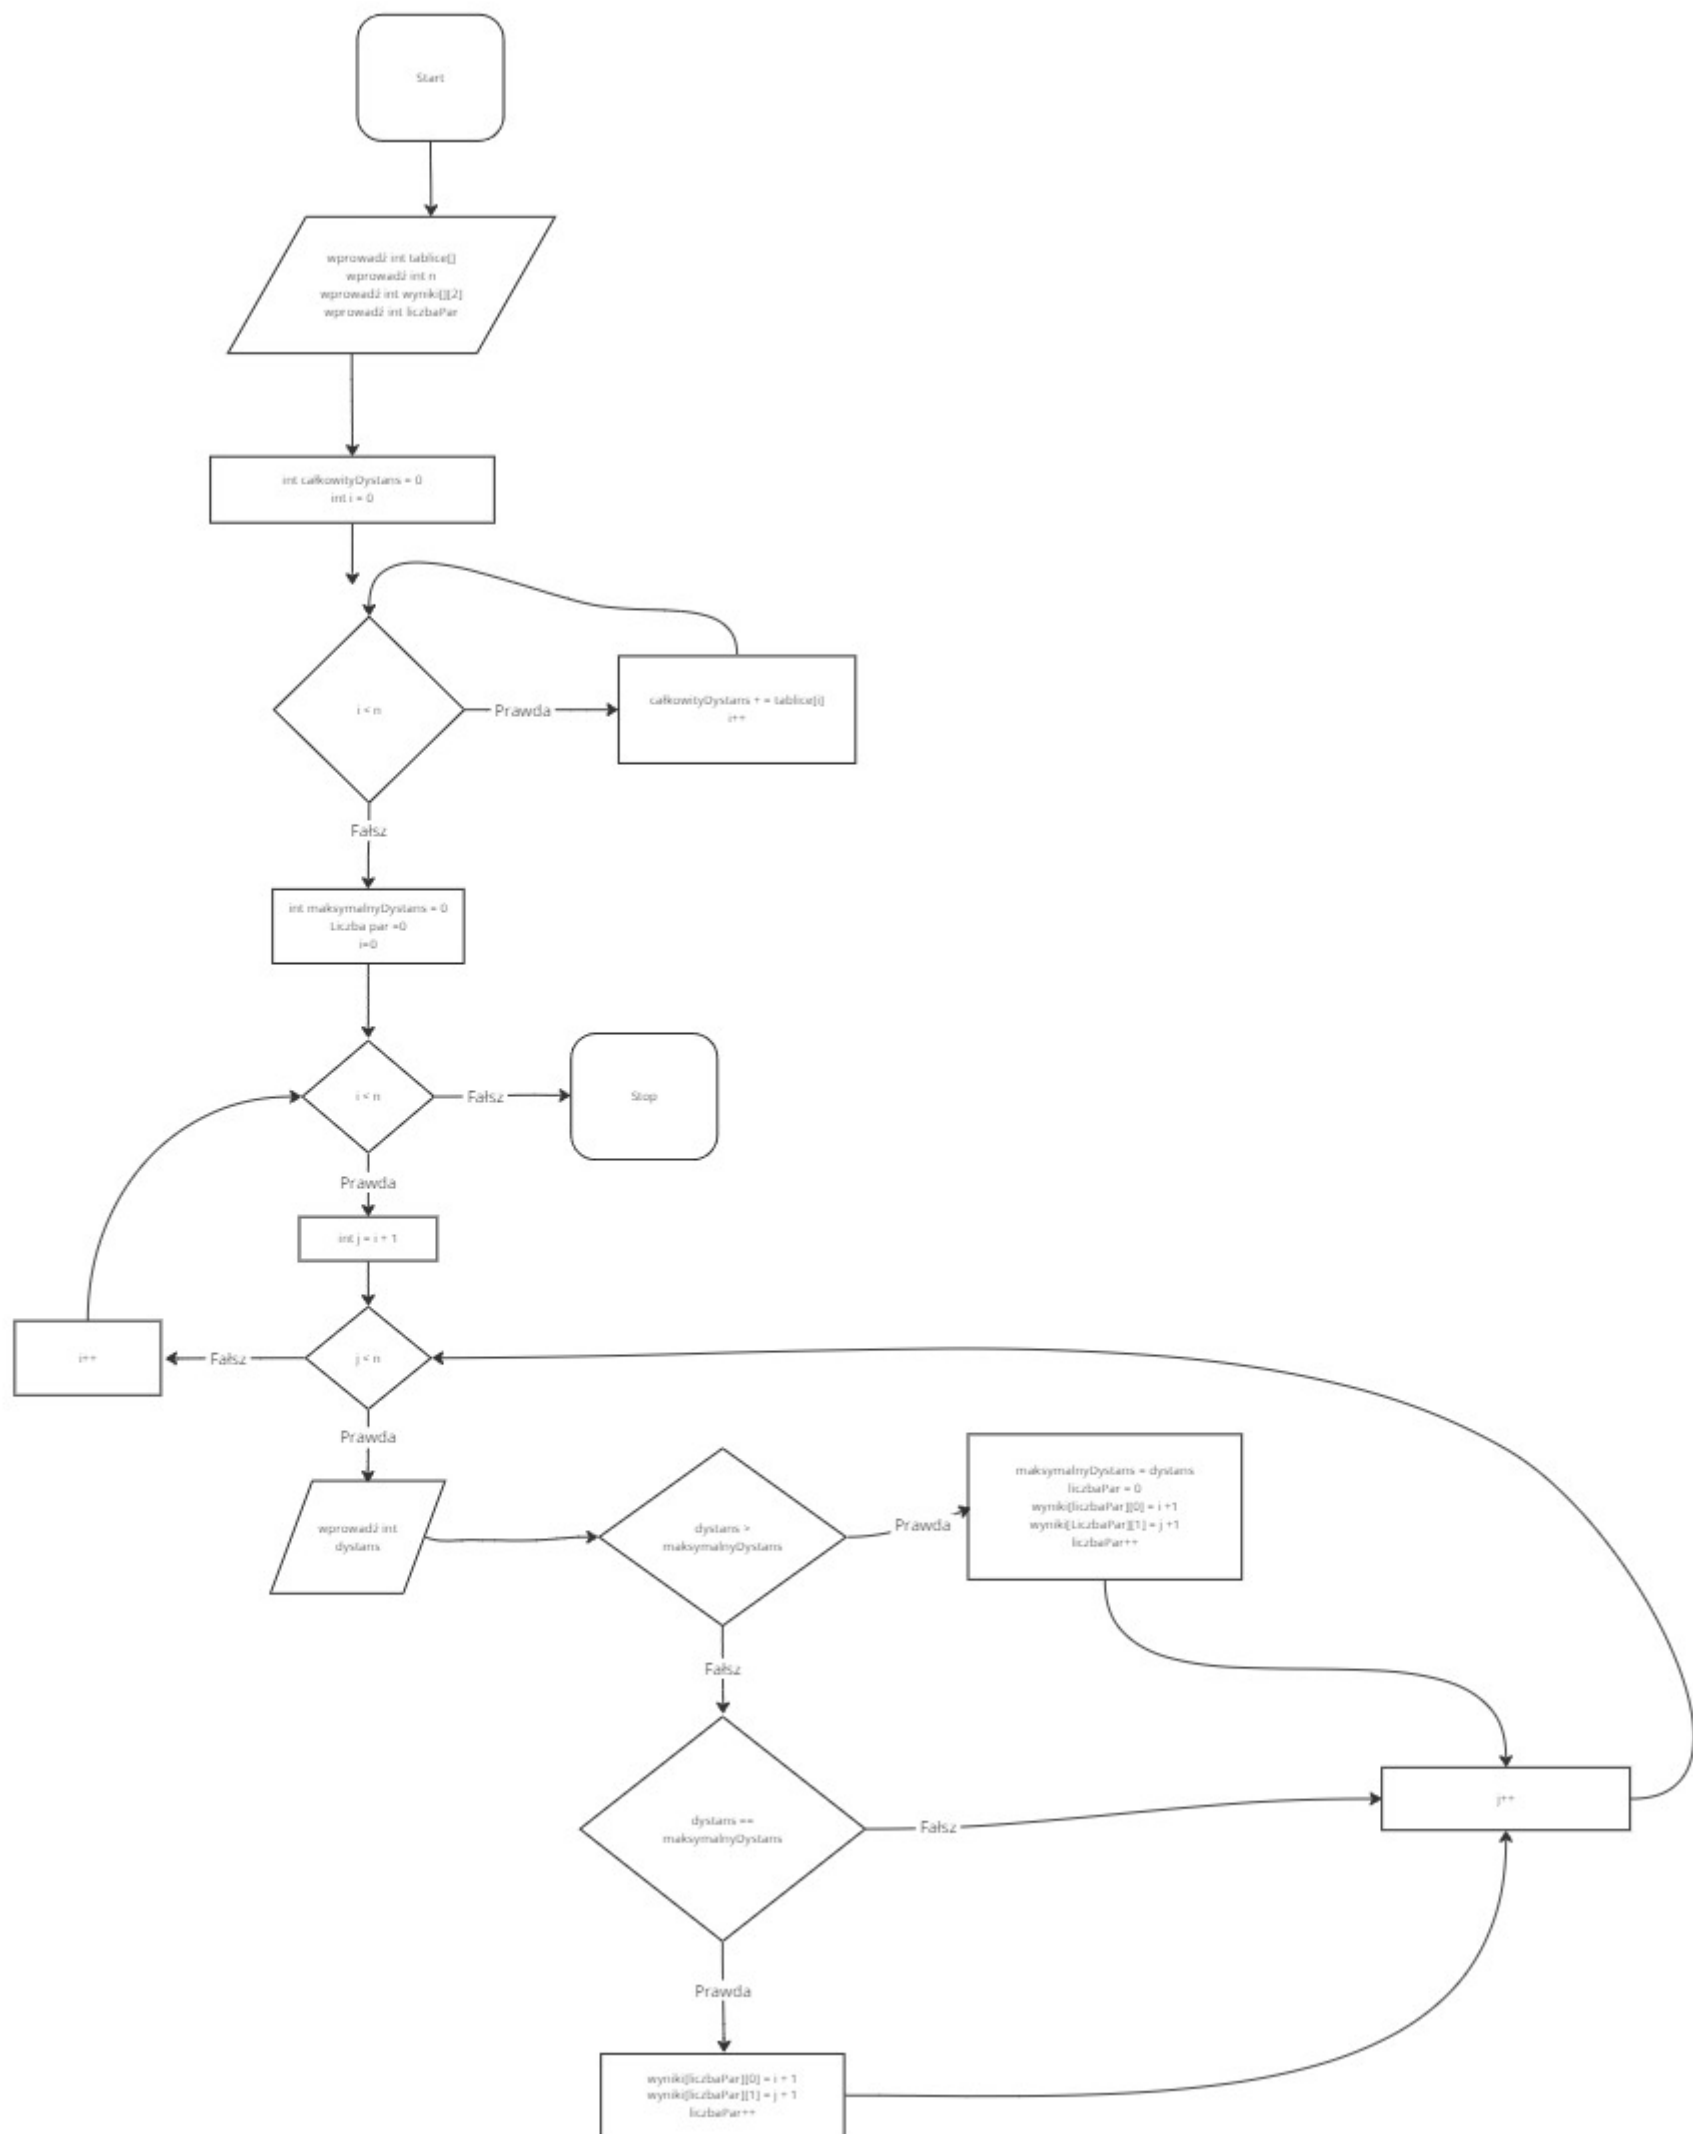 Start
wprowadź int tablice[]
wprowadź int n
wprowadź int wyniki[][2]
wprowadź int liczbaPar
int całkowityDystans = 0
int i = 0
i < n
Prawda
całkowityDystans + = tablice[i]
i++
Fałsz
int maksymalnyDystans = 0
Liczba par =0
i=0
i < n
Fałsz
Stop
Prawda
int j = i + 1
i++
Fałsz
j < n
Prawda
wprowadź int
dystans
dystans >
maksymalnyDystans
Prawda
maksymalnyDystans = dystans
liczbaPar = 0
wyniki[liczbaPar][0] = i +1
wyniki[LiczbaPar][1] = j +1
liczbaPar++
Fałsz
dystans ==
maksymalnyDystans
Fałsz
j++
Prawda
wyniki[liczbaPar][0] = i + 1
wyniki[liczbaPar][1] = j + 1
liczbaPar++